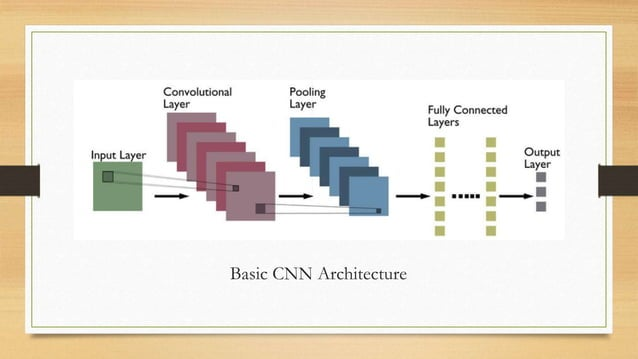 Convolutional
Layer
Pooling
Layer
Fully Connected
Layers
Input Layer
Output
Layer
Basic CNN Architecture